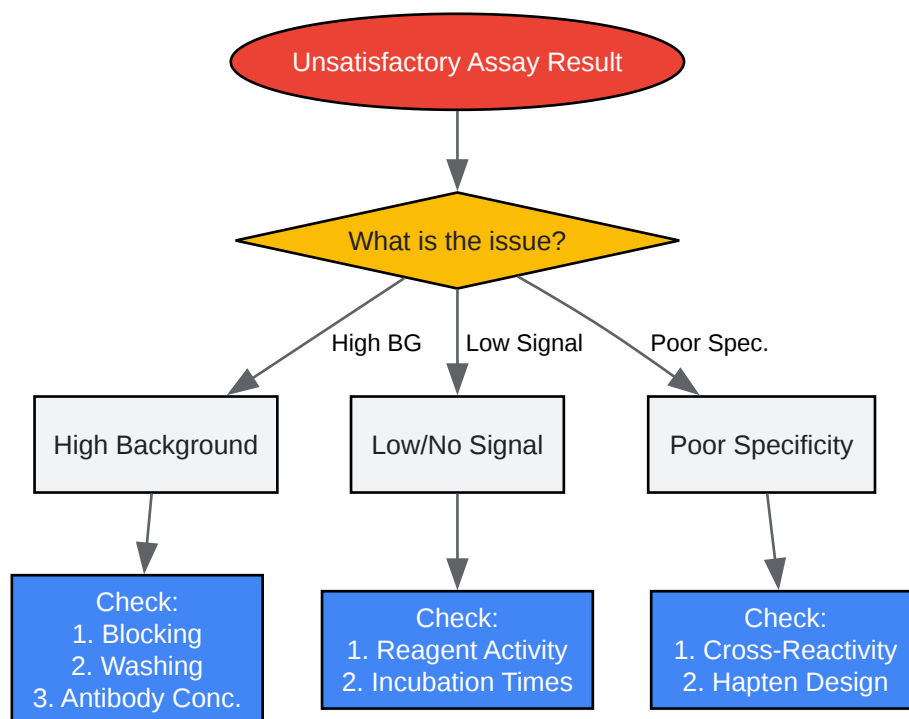 Unsatisfactory Assay Result
What is the issue?
High BG
Low Signal
Poor Spec.
High Background
Low/No Signal
Poor Specificity
Check:
1. Blocking
2. Washing
3. Antibody Conc.
Check:
1. Reagent Activity
2. Incubation Times
Check:
1. Cross-Reactivity
2. Hapten Design